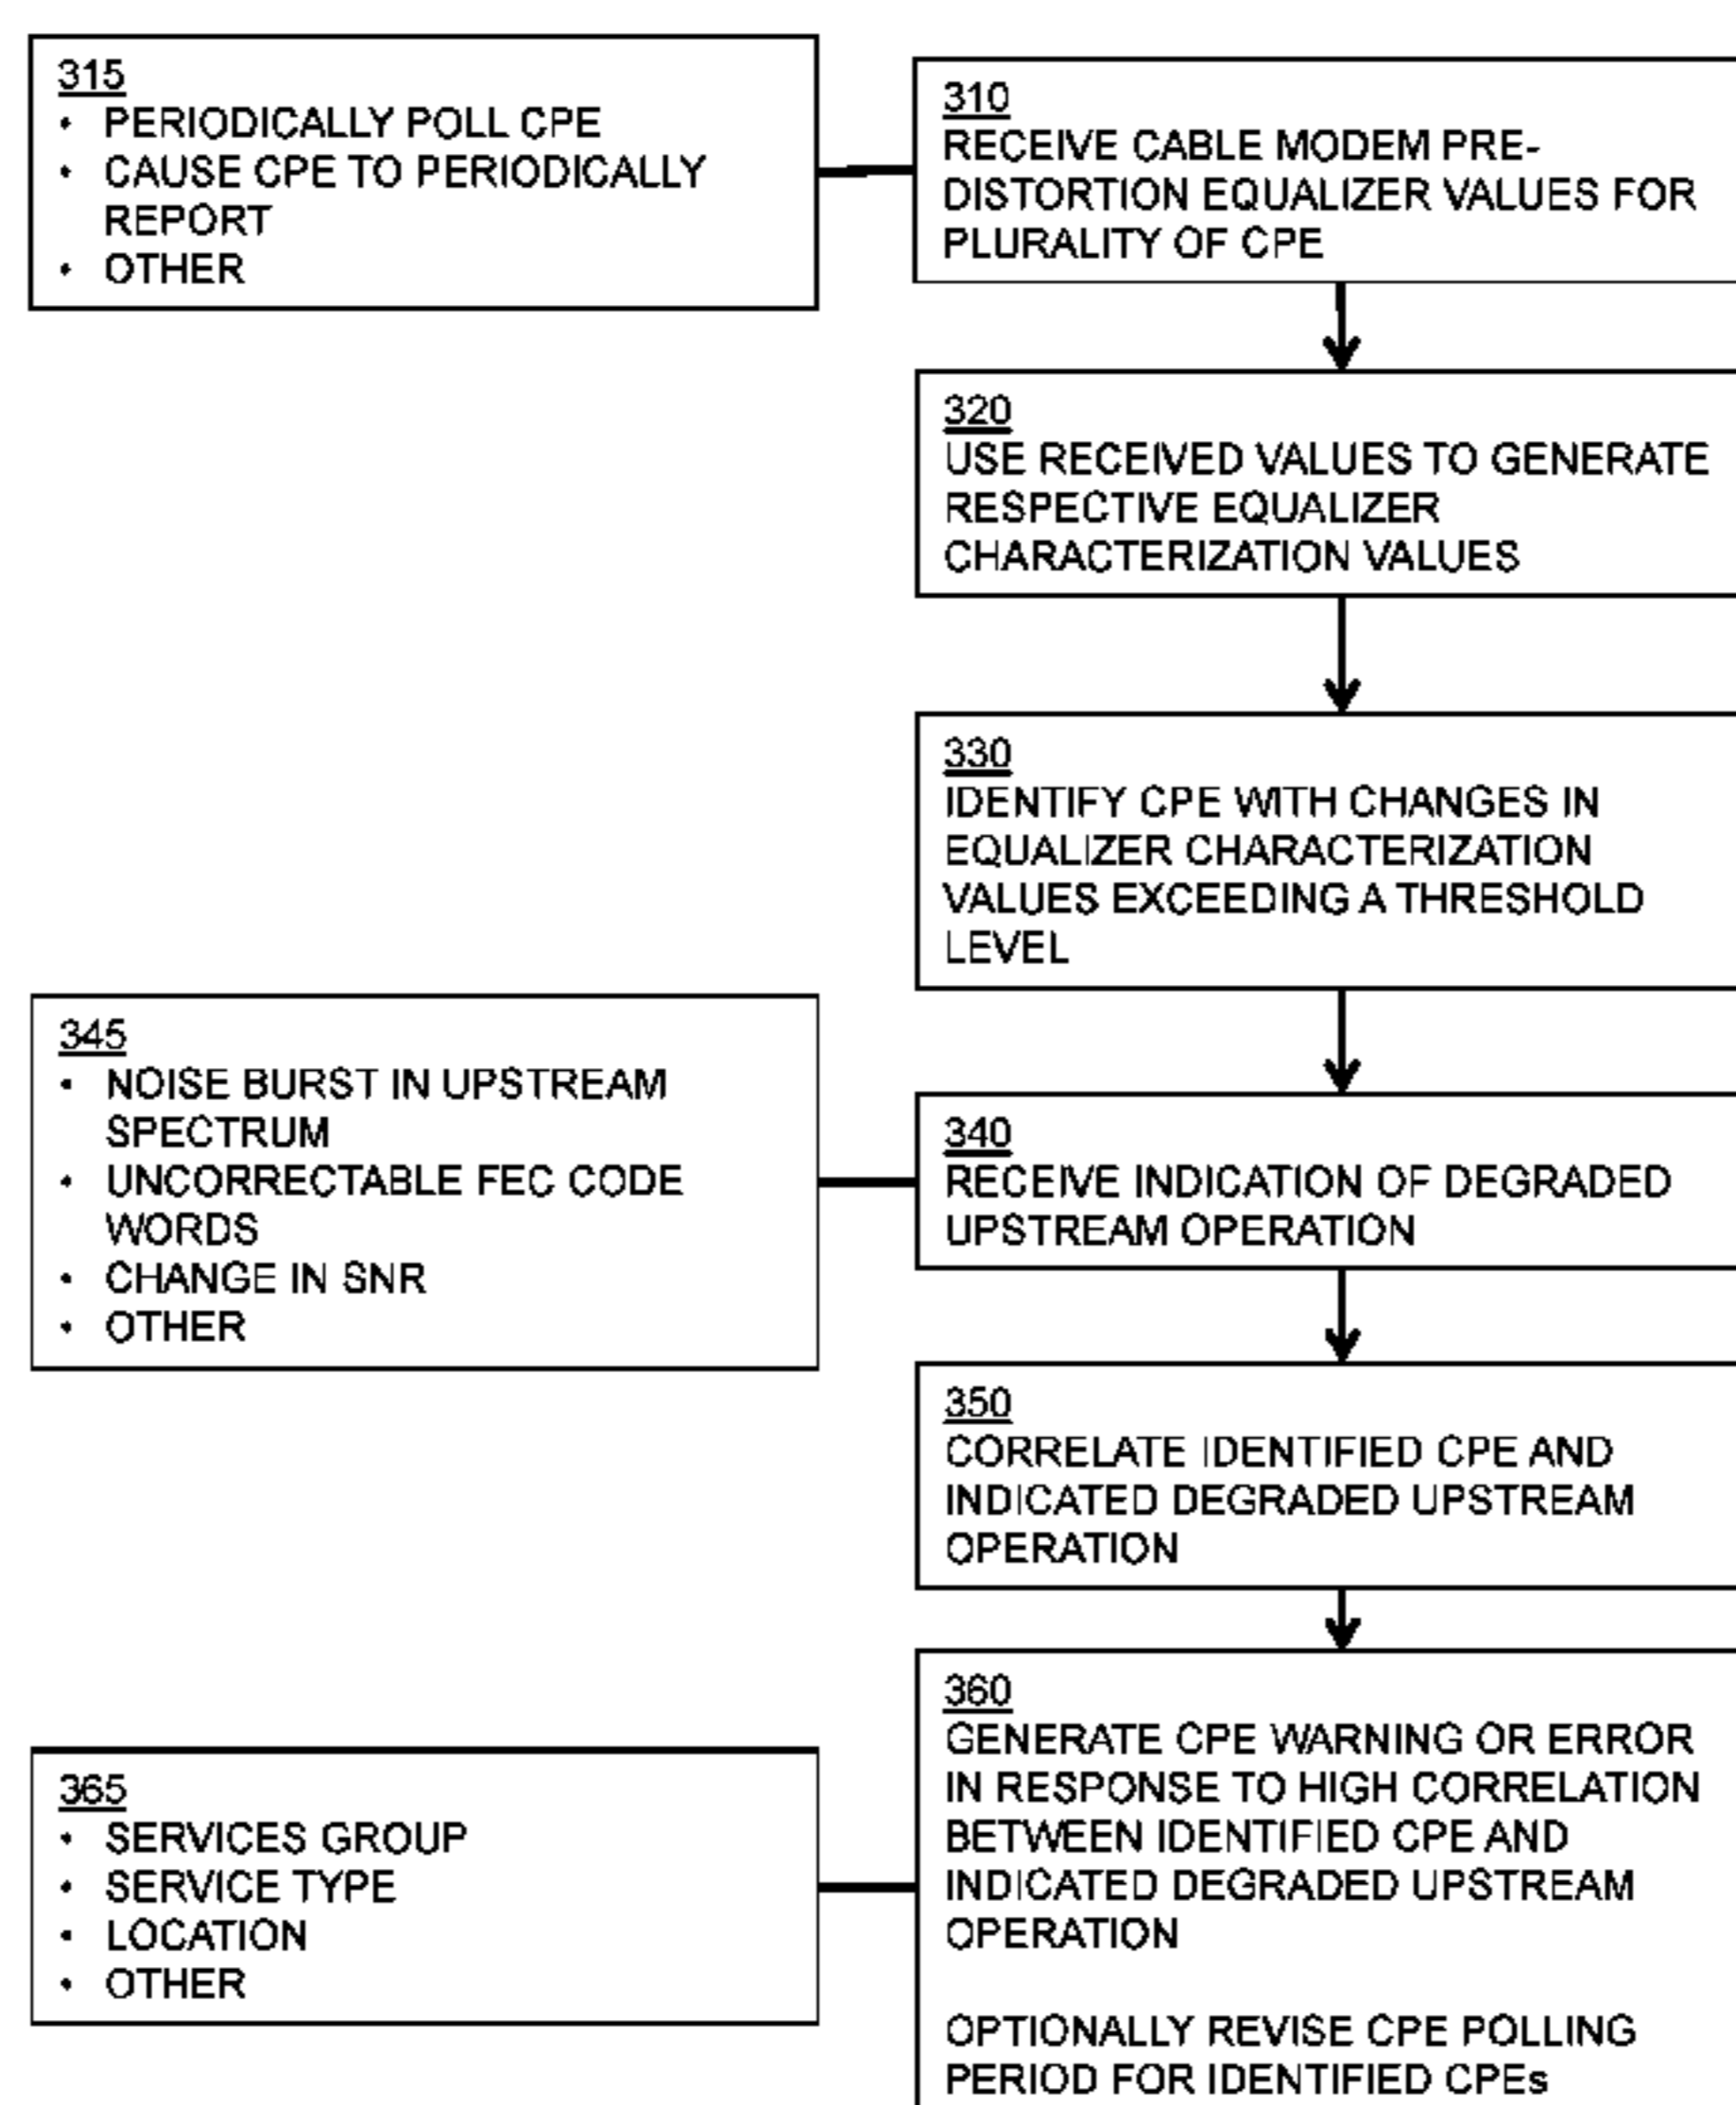 315
• PERIODICALLY POLL CPE
• CAUSE CPE TO PERIODICALLY
REPORT
• OTHER
310
RECEIVE CABLE MODEM PRE-
DISTORTION EQUALIZER VALUES FOR
PLURALITY OF CPE
320
USE RECEIVED VALUES TO GENERATE
RESPECTIVE EQUALIZER
CHARACTERIZATION VALUES
330
IDENTIFY CPE WITH CHANGES IN
EQUALIZER CHARACTERIZATION
VALUES EXCEEDING A THRESHOLD
LEVEL
345
• NOISE BURST IN UPSTREAM
SPECTRUM
• UNCORRECTABLE FEC CODE
WORDS
• CHANGE IN SNR
• OTHER
340
RECEIVE INDICATION OF DEGRADED
UPSTREAM OPERATION
350
CORRELATE IDENTIFIED CPE AND
INDICATED DEGRADED UPSTREAM
OPERATION
365
• SERVICES GROUP
• SERVICE TYPE
• LOCATION
• OTHER
360
GENERATE CPE WARNING OR ERROR
IN RESPONSE TO HIGH CORRELATION
BETWEEN IDENTIFIED CPE AND
INDICATED DEGRADED UPSTREAM
OPERATION
OPTIONALLY REVISE CPE POLLING
PERIOD FOR IDENTIFIED CPEs